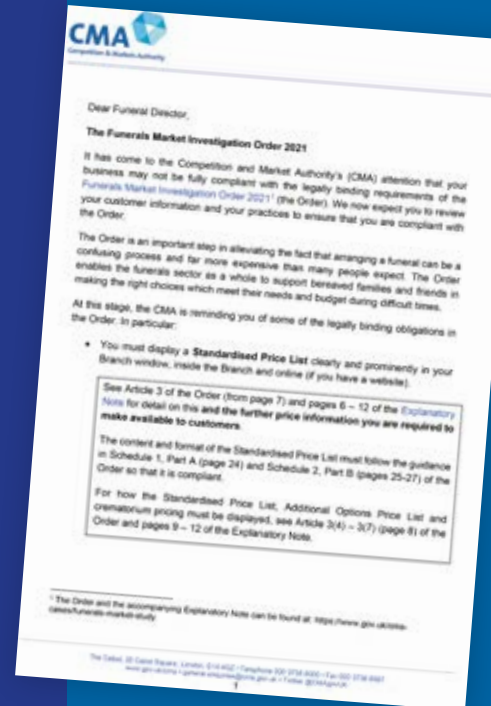 CMA
Competition & Markets Authority
Dear Funeral Director,
The Funerals Market Investigation Order 2021
It has come to the Competition and Market Authority's (CMA) attention that your
business may not be fully compliant with the legally binding requirements of the
Funerals Market Investigation Order 2021¹ (the Order). We now expect you to review
your customer information and your practices to ensure that you are compliant with
the Order.
The Order is an important step in alleviating the fact that arranging a funeral can be a
confusing process and far more expensive than many people expect. The Order
enables the funerals sector as a whole to support bereaved families and friends in
making the right choices which meet their needs and budget during difficult times.
At this stage, the CMA is reminding you of some of the legally binding obligations in
the Order. In particular:
• You must display a Standardised Price List clearly and prominently in your
Branch window, inside the Branch and online (if you have a website).
See Article 3 of the Order (from page 7) and pages 6 – 12 of the Explanatory
Note for detail on this and the further price information you are required to
make available to customers.
The content and format of the Standardised Price List must follow the guidance
in Schedule 1, Part A (page 24) and Schedule 2, Part B (pages 25-27) of the
Order so that it is compliant.
For how the Standardised Price List, Additional Options Price List and
crematorium pricing must be displayed, see Article 3(4) – 3(7) (page 8) of the
Order and pages 9 – 12 of the Explanatory Note.
¹ The Order and the accompanying Explanatory Note can be found at: https://www.gov.uk/cma-
cases/funerals-market-study
The Cabot, 25 Cabot Square, London, E14 4QZ
1